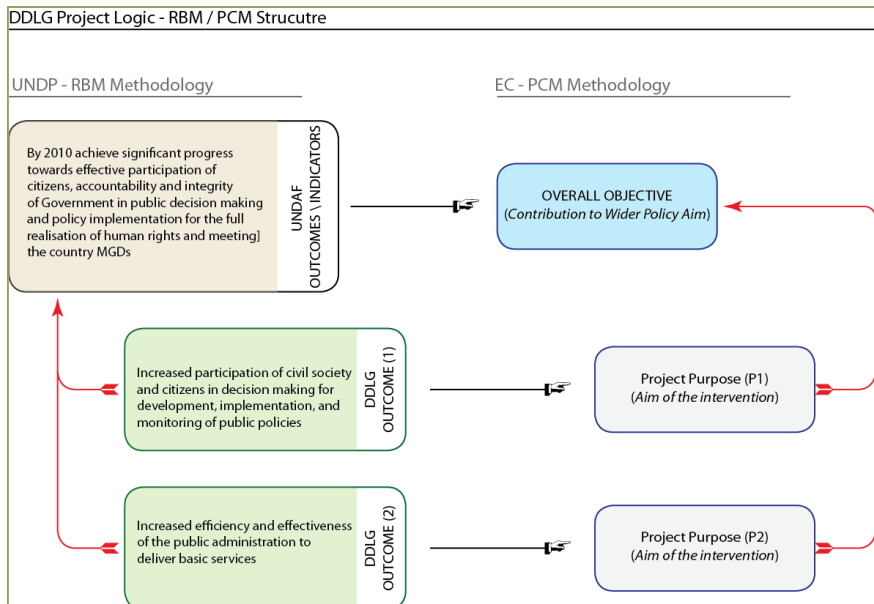 DDLG Project Logic - RBM / PCM Strucutre
UNDP - RBM Methodology
EC - PCM Methodology
By 2010 achieve significant progress
towards effective participation of
citizens, accountability and integrity
of Government in public decision making
and policy implementation for the full
realisation of human rights and meeting]
the country MGDs
UNDAF
OUTCOMES \ INDICATORS
OVERALL OBJECTIVE
(Contribution to Wider Policy Aim)
Increased participation of civil society
and citizens in decision making for
development, implementation, and
monitoring of public policies
DDLG
OUTCOME (1)
Project Purpose (P1)
(Aim of the intervention)
Increased efficiency and effectiveness
of the public administration to
deliver basic services
DDLG
OUTCOME (2)
Project Purpose (P2)
(Aim of the intervention)